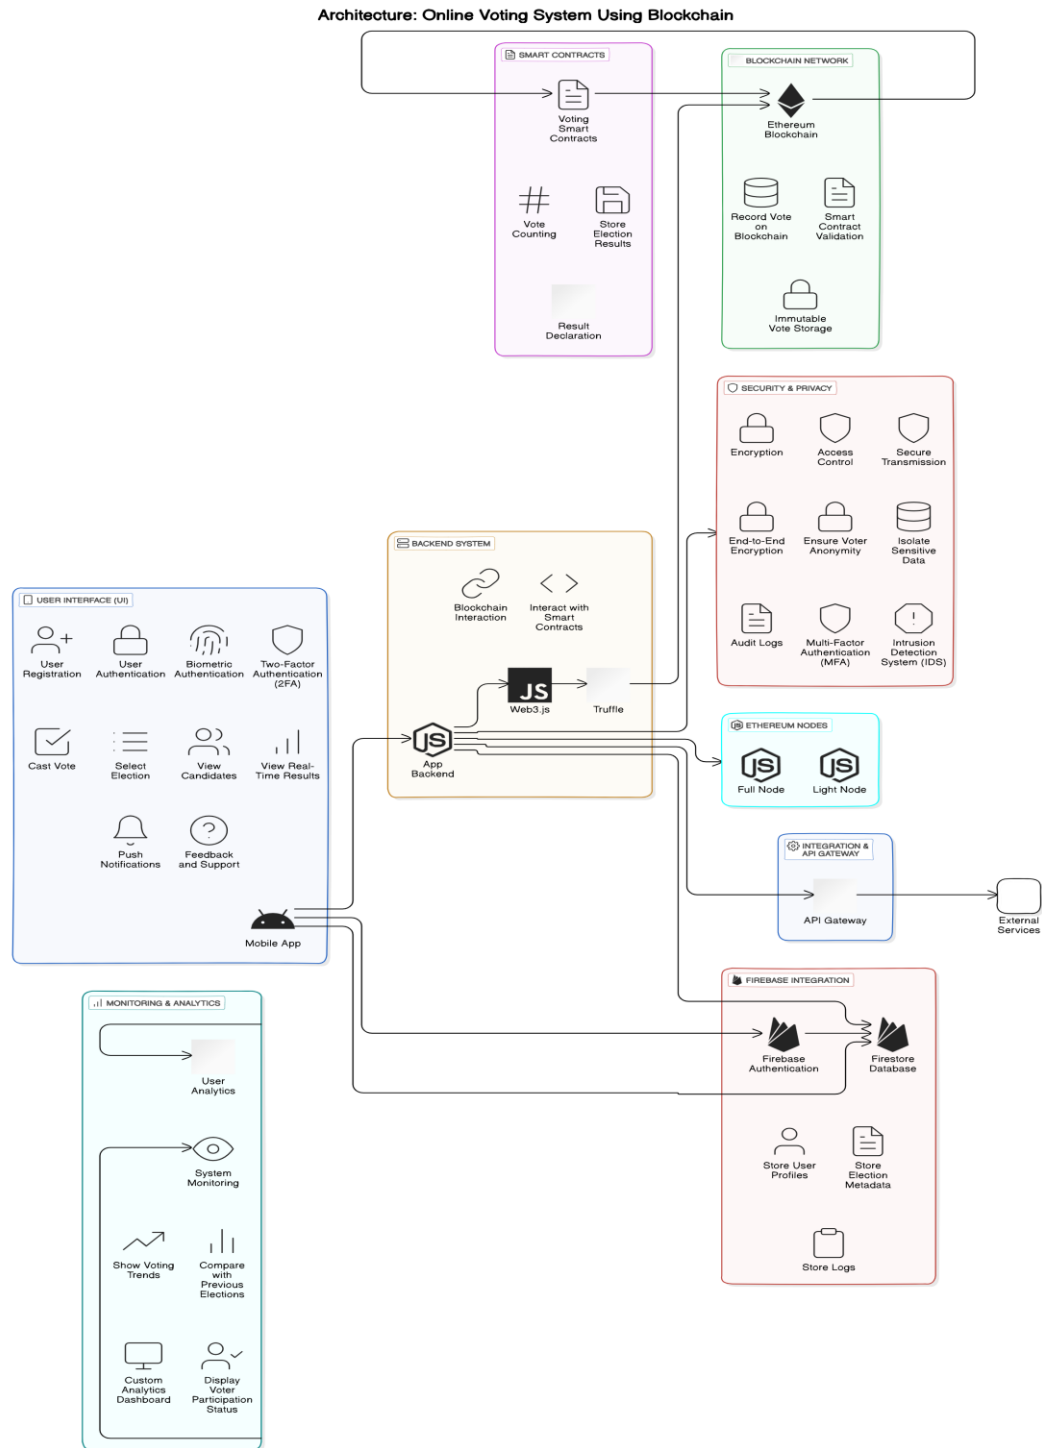 Architecture: Online Voting System Using Blockchain
SMART CONTRACTS
Voting
Smart
Contracts
Vote
Counting
Store
Election
Results
Result
Declaration
BLOCKCHAIN NETWORK
Ethereum
Blockchain
Record Vote
on
Blockchain
Smart
Contract
Validation
Immutable
Vote Storage
SECURITY & PRIVACY
Encryption
Access
Control
Secure
Transmission
End-to-End
Encryption
Ensure Voter
Anonymity
Isolate
Sensitive
Data
Audit Logs
Multi-Factor
Authentication
(MFA)
Intrusion
Detection
System (IDS)
BACKEND SYSTEM
Blockchain
Interaction
Interact with
Smart
Contracts
JS
Web3.js
Truffle
JS
App
Backend
USER INTERFACE (UI)
User
Registration
User
Authentication
Biometric
Authentication
Two-Factor
Authentication
(2FA)
Cast Vote
Select
Election
View
Candidates
View Real-
Time Results
Push
Notifications
Feedback
and Support
Mobile App
ETHEREUM NODES
JS
Full Node
JS
Light Node
INTEGRATION &
API GATEWAY
API Gateway
External
Services
FIREBASE INTEGRATION
Firebase
Authentication
Firestore
Database
Store User
Profiles
Store
Election
Metadata
Store Logs
MONITORING & ANALYTICS
User
Analytics
System
Monitoring
Show Voting
Trends
Compare
with
Previous
Elections
Custom
Analytics
Dashboard
Display
Voter
Participation
Status